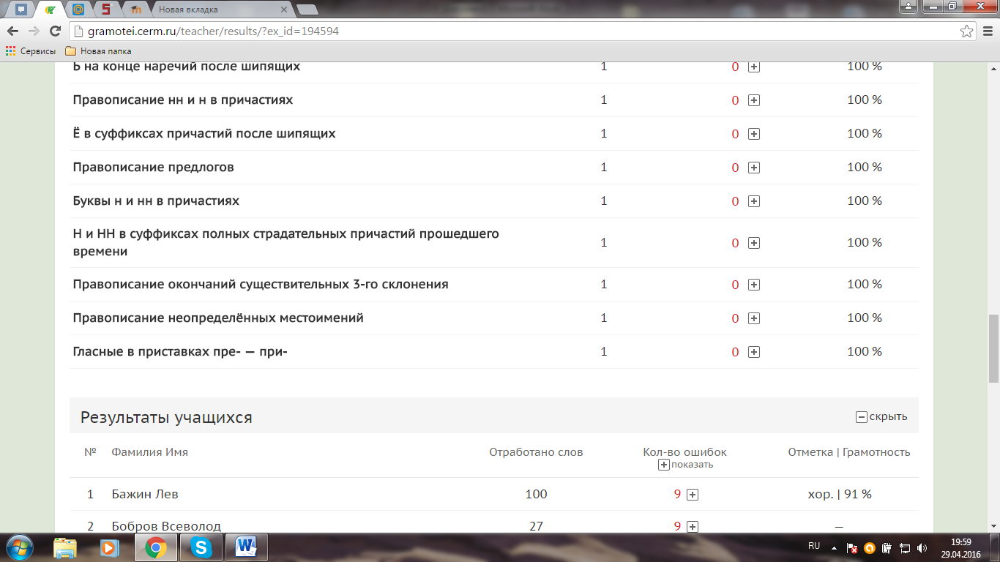 Новая вкладка
gramotei.cerm.ru/teacher/results/?ex_id=194594
Сервисы Новая папка
Ь на конце наречий после шипящих 1 0 100 %
Правописание нн и н в причастиях 1 0 100 %
Ё в суффиксах причастий после шипящих 1 0 100 %
Правописание предлогов 1 0 100 %
Буквы н и нн в причастиях 1 0 100 %
Н и НН в суффиксах полных страдательных причастий прошедшего
времени 1 0 100 %
Правописание окончаний существительных 3-го склонения 1 0 100 %
Правописание неопределённых местоимений 1 0 100 %
Гласные в приставках пре- — при- 1 0 100 %
Результаты учащихся скрыть
№ Фамилия Имя Отработано слов Кол-во ошибок Отметка | Грамотность
показать
1 Бажин Лев 100 9 хор. | 91 %
2 Бобров Всеволод 27 9 —
RU 19:59
29.04.2016